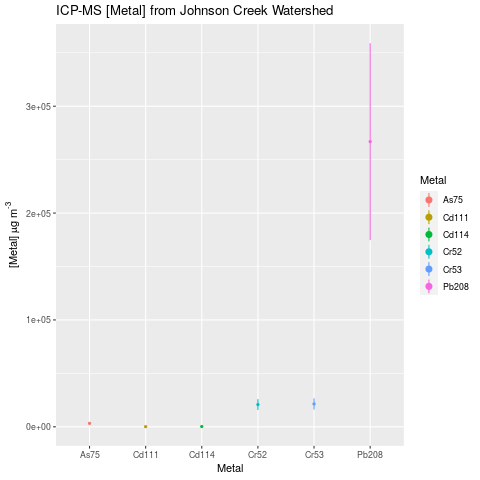 ICP-MS [Metal] from Johnson Creek Watershed
[Metal] µg m⁻³
3e+05
2e+05
1e+05
0e+00
As75 Cd111 Cd114 Cr52 Cr53 Pb208
Metal
Metal
As75
Cd111
Cd114
Cr52
Cr53
Pb208